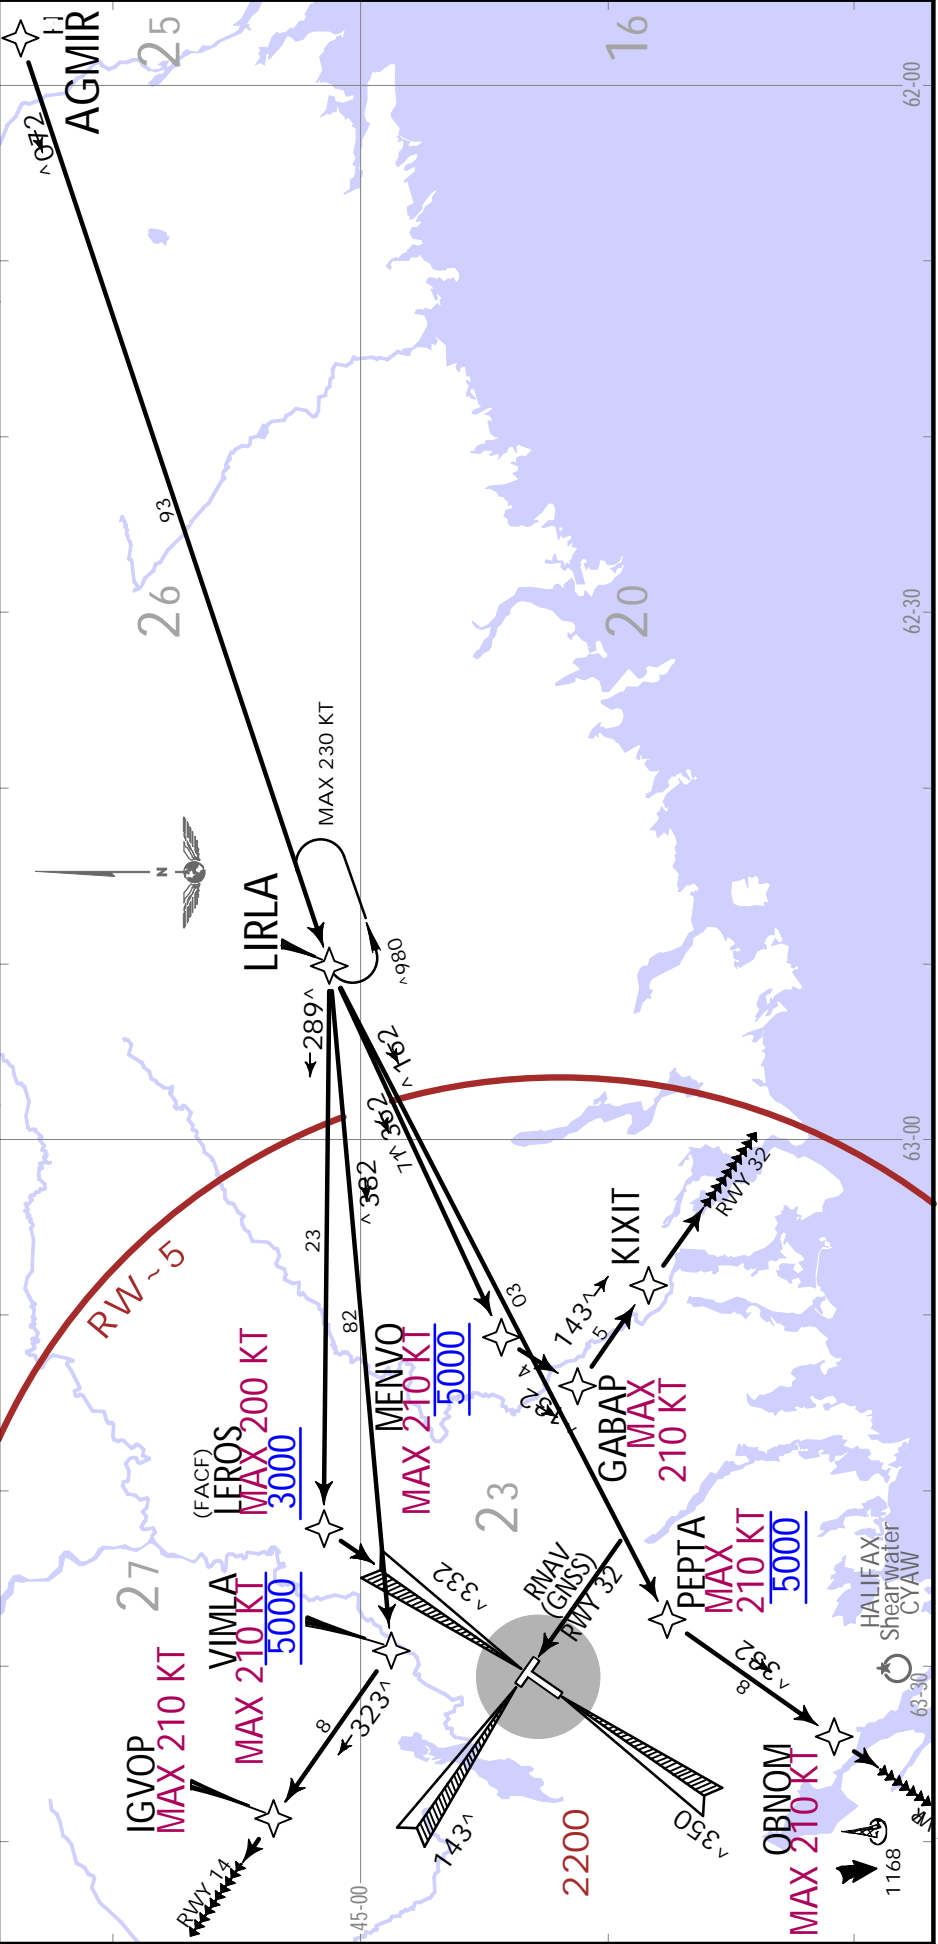 AGMIR
25
16
62-00
93
26
20
62-30
MAX 230 KT
N
LIRLA
^086
289^
^162
71^
63-00
RW~5
RWY 32
23
82
03
KIXIT
143^
5
4
MENVO
MAX 210 KT
5000
(FACF)
LEROS
MAX 200 KT
3000
GABAP
MAX
210 KT
23
27
VIMLA
MAX 210 KT
5000
^332
RNAV
(GNSS)
RWY 32
PEPTA
MAX
210 KT
5000
HALIFAX
Shearwater
CYAW
63-30
8
323^
8
IGVOP
MAX 210 KT
RWY 14
143^
^350
2200
OBNOM
MAX 210 KT
1168
45-00